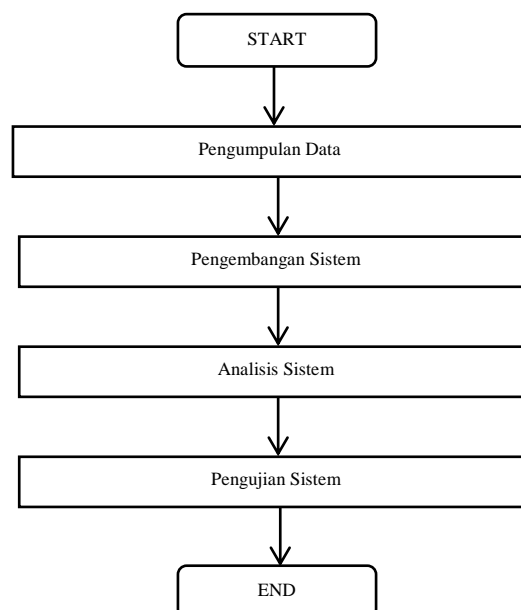 START
Pengumpulan Data
Pengembangan Sistem
Analisis Sistem
Pengujian Sistem
END